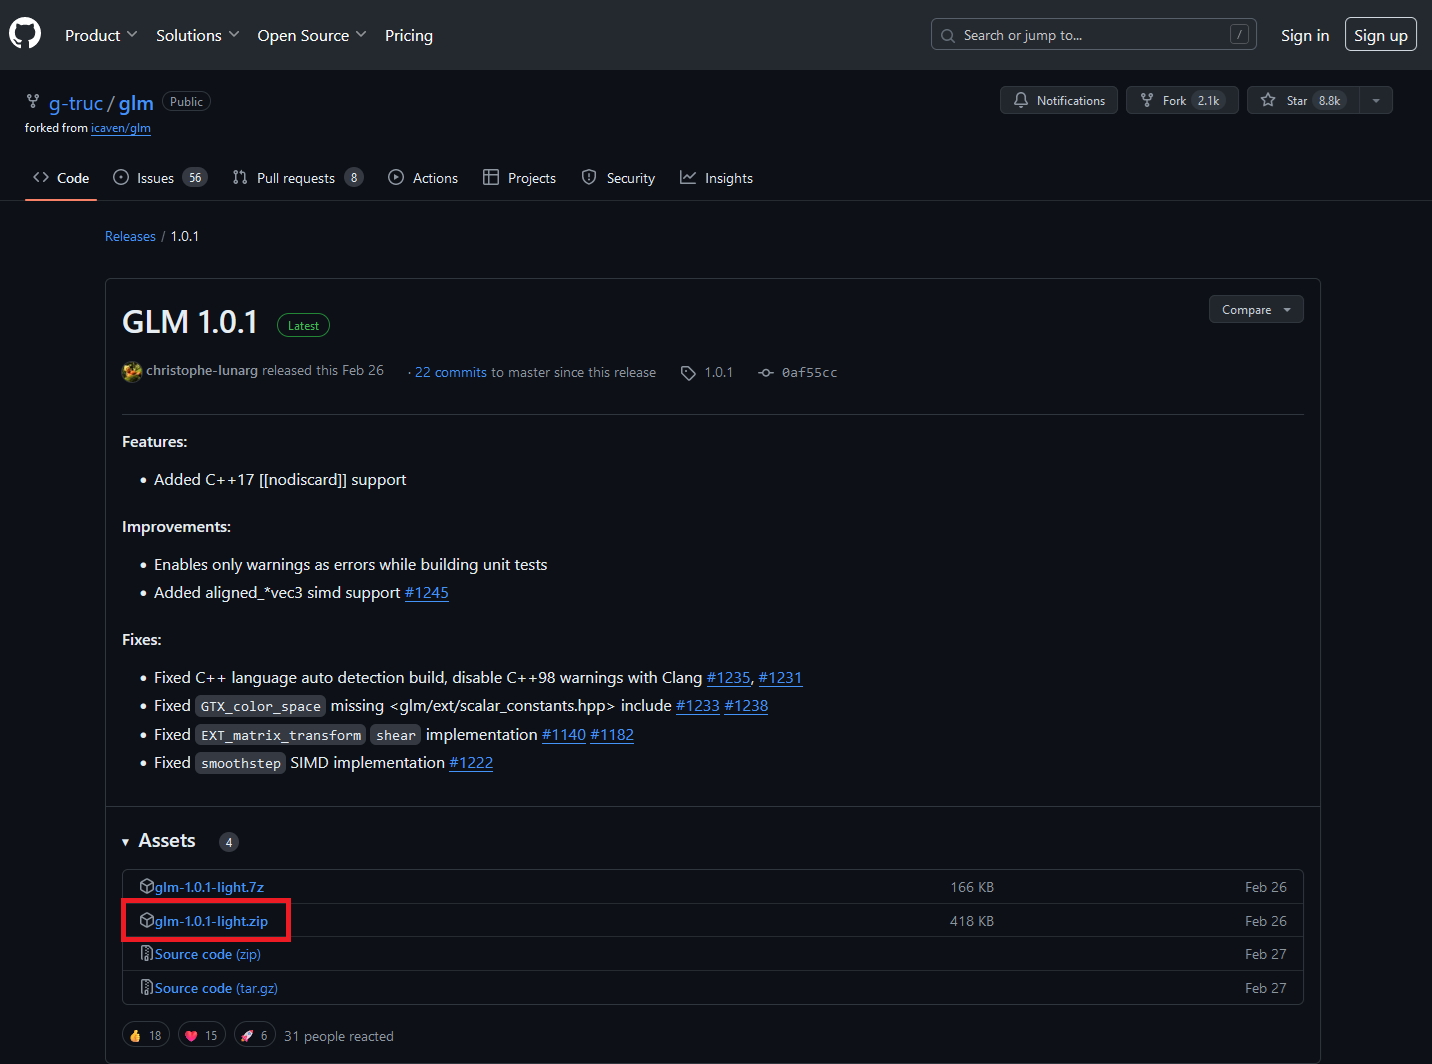 Product Solutions Open Source Pricing Search or jump to... / Sign in Sign up
g-truc / glm Public Notifications Fork 2.1k Star 8.8k
forked from icaven/glm
Code Issues 56 Pull requests 8 Actions Projects Security Insights
Releases / 1.0.1
GLM 1.0.1 Latest Compare
christophe-lunarg released this Feb 26 · 22 commits to master since this release 1.0.1 0af55cc
Features:
• Added C++17 [[nodiscard]] support
Improvements:
• Enables only warnings as errors while building unit tests
• Added aligned_*vec3 simd support #1245
Fixes:
• Fixed C++ language auto detection build, disable C++98 warnings with Clang #1235, #1231
• Fixed GTX_color_space missing <glm/ext/scalar_constants.hpp> include #1233 #1238
• Fixed EXT_matrix_transform shear implementation #1140 #1182
• Fixed smoothstep SIMD implementation #1222
Assets 4
glm-1.0.1-light.7z 166 KB Feb 26
glm-1.0.1-light.zip 418 KB Feb 26
Source code (zip) Feb 27
Source code (tar.gz) Feb 27
👍 18 ❤️ 15 🚀 6 31 people reacted